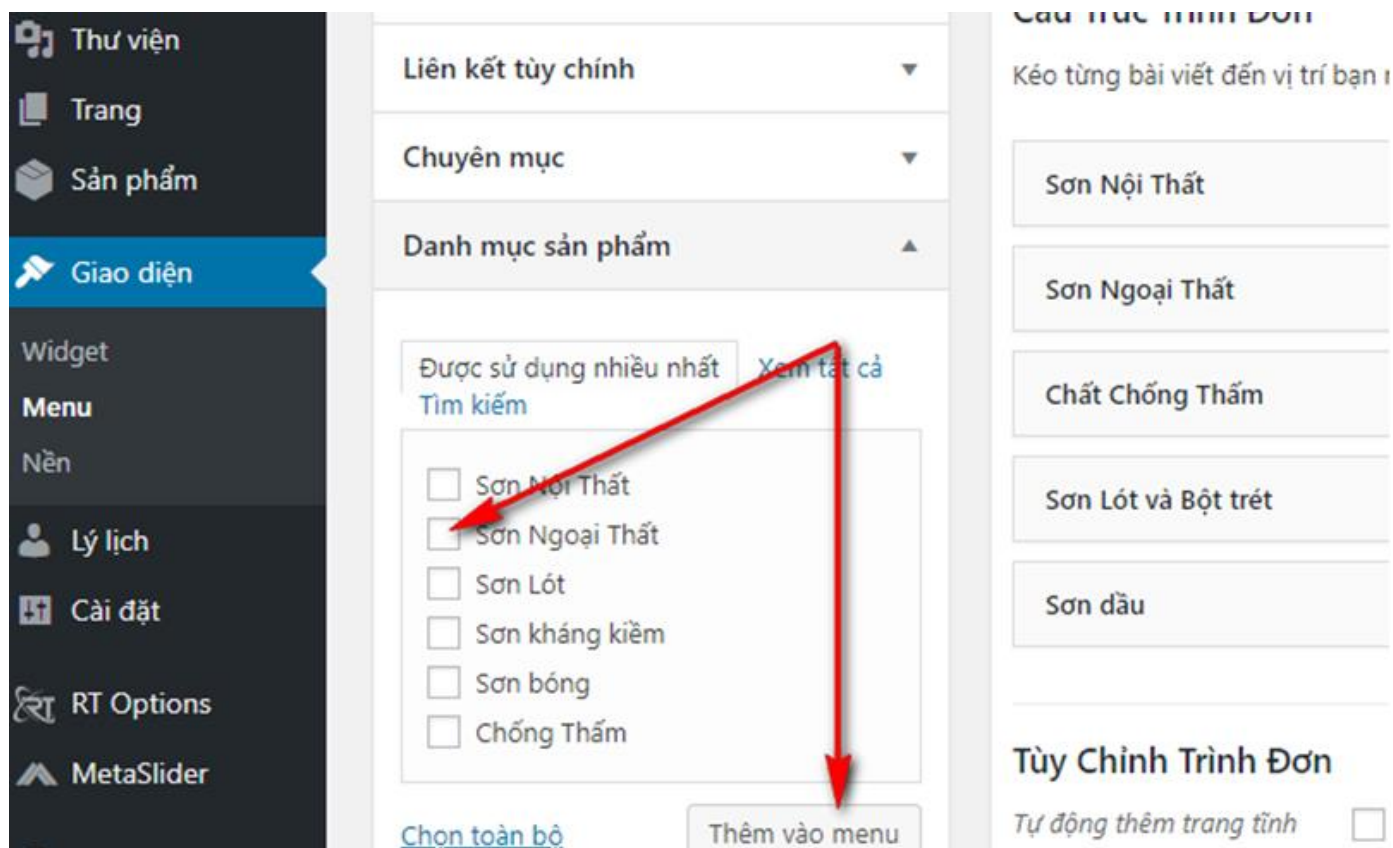 Thư viện
Trang
Sản phẩm
Giao diện
Widget
Menu
Nền
Lý lịch
Cài đặt
RT Options
MetaSlider
Liên kết tùy chỉnh
Chuyên mục
Danh mục sản phẩm
Được sử dụng nhiều nhất Xem tất cả
Tìm kiếm
Sơn Nội Thất
Sơn Ngoại Thất
Sơn Lót
Sơn kháng kiềm
Sơn bóng
Chống Thấm
Chọn toàn bộ Thêm vào menu
Cấu Trúc Trình Đơn
Kéo từng bài viết đến vị trí bạn
Sơn Nội Thất
Sơn Ngoại Thất
Chất Chống Thấm
Sơn Lót và Bột trét
Sơn dầu
Tùy Chỉnh Trình Đơn
Tự động thêm trang tĩnh